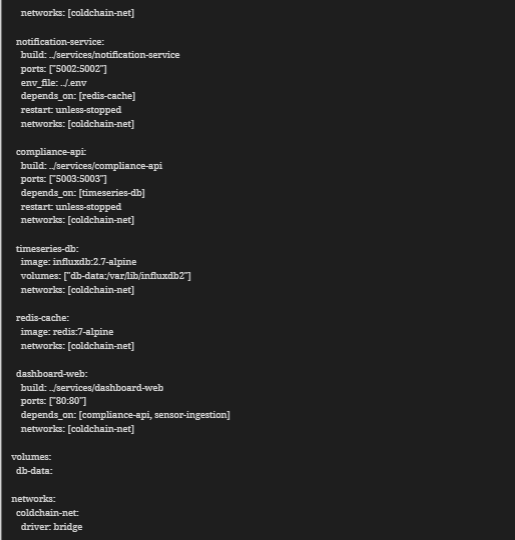 networks: [coldchain-net]
notification-service:
build: ../services/notification-service
ports: ["5002:5002"]
env_file: ../.env
depends_on: [redis-cache]
restart: unless-stopped
networks: [coldchain-net]
compliance-api:
build: ../services/compliance-api
ports: ["5003:5003"]
depends_on: [timeseries-db]
restart: unless-stopped
networks: [coldchain-net]
timeseries-db:
image: influxdb:2.7-alpine
volumes: ["db-data:/var/lib/influxdb2"]
networks: [coldchain-net]
redis-cache:
image: redis:7-alpine
networks: [coldchain-net]
dashboard-web:
build: ../services/dashboard-web
ports: ["80:80"]
depends_on: [compliance-api, sensor-ingestion]
networks: [coldchain-net]
volumes:
db-data:
networks:
coldchain-net:
driver: bridge